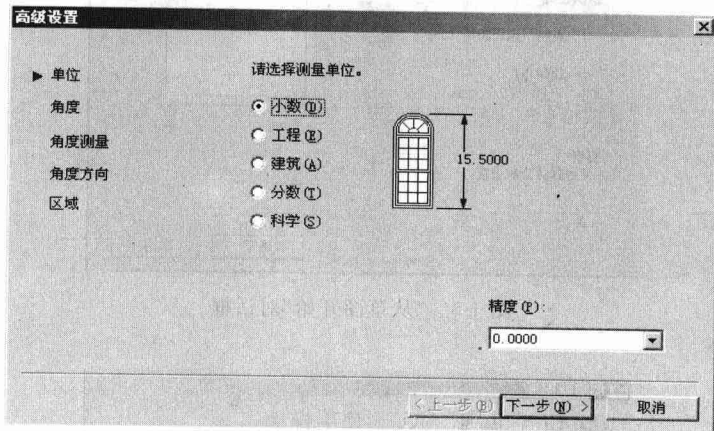 高级设置
单位
角度
角度测量
角度方向
区域
请选择测量单位。
小数(D)
工程(E)
建筑(A)
分数(T)
科学(S)
15.5000
精度(P):
0.0000
< 上一步(B)
下一步(N) >
取消